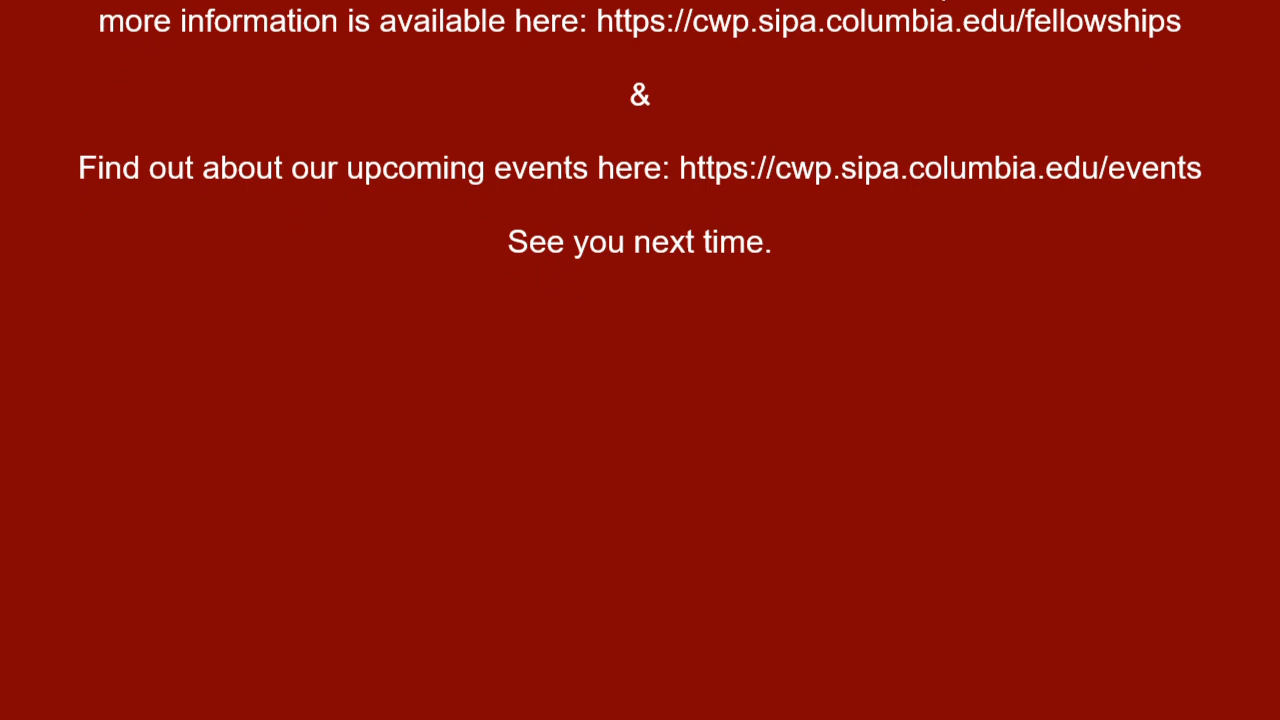 more information is available here: https://cwp.sipa.columbia.edu/fellowships
&
Find out about our upcoming events here: https://cwp.sipa.columbia.edu/events
See you next time.